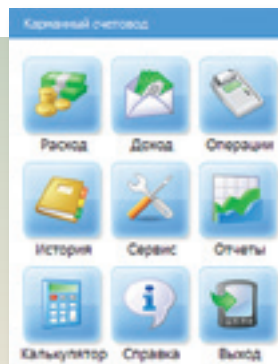 Карманный счетовод
Расход Доход Операции
История Сервис Отчеты
Калькулятор Справка Выход